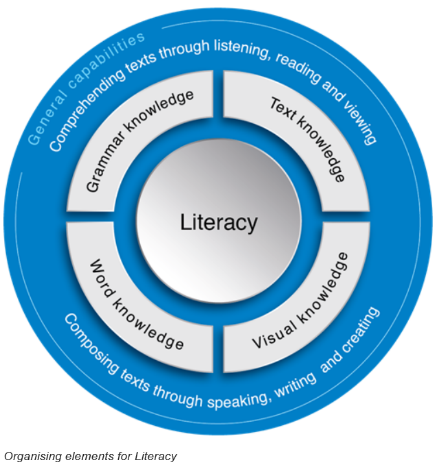 General capabilities
Comprehending texts through listening, reading and viewing
Grammar knowledge
Text knowledge
Literacy
Word knowledge
Visual knowledge
Composing texts through speaking, writing and creating
Organising elements for Literacy